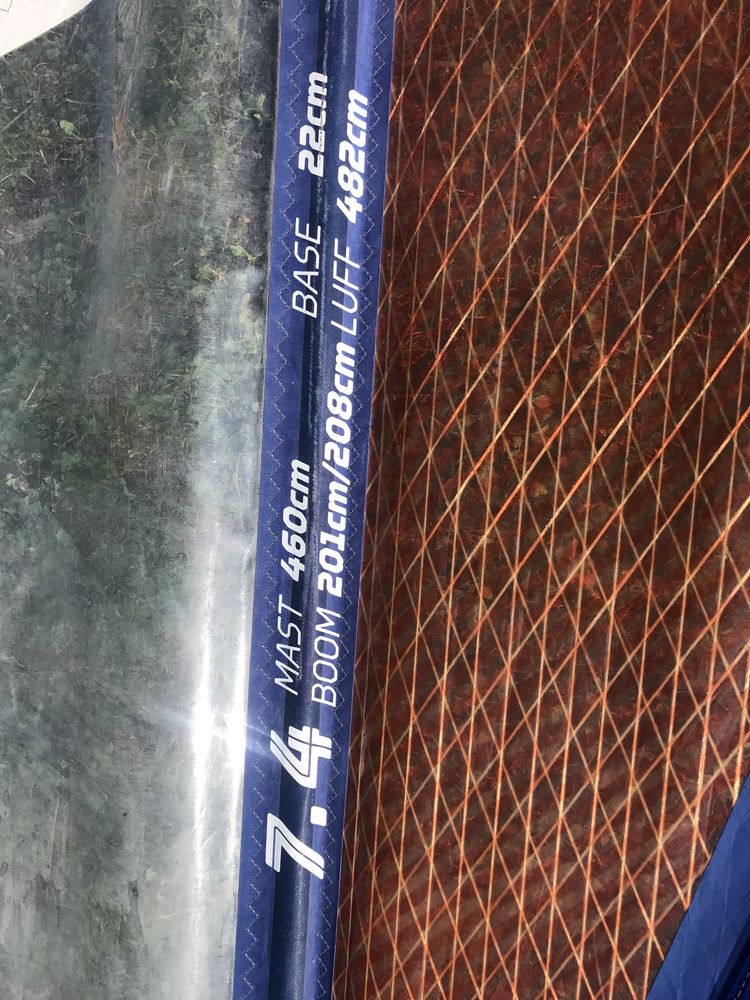 7.4
MAST 460cm BASE 22cm
BOOM 201cm/208cm LUFF 482cm